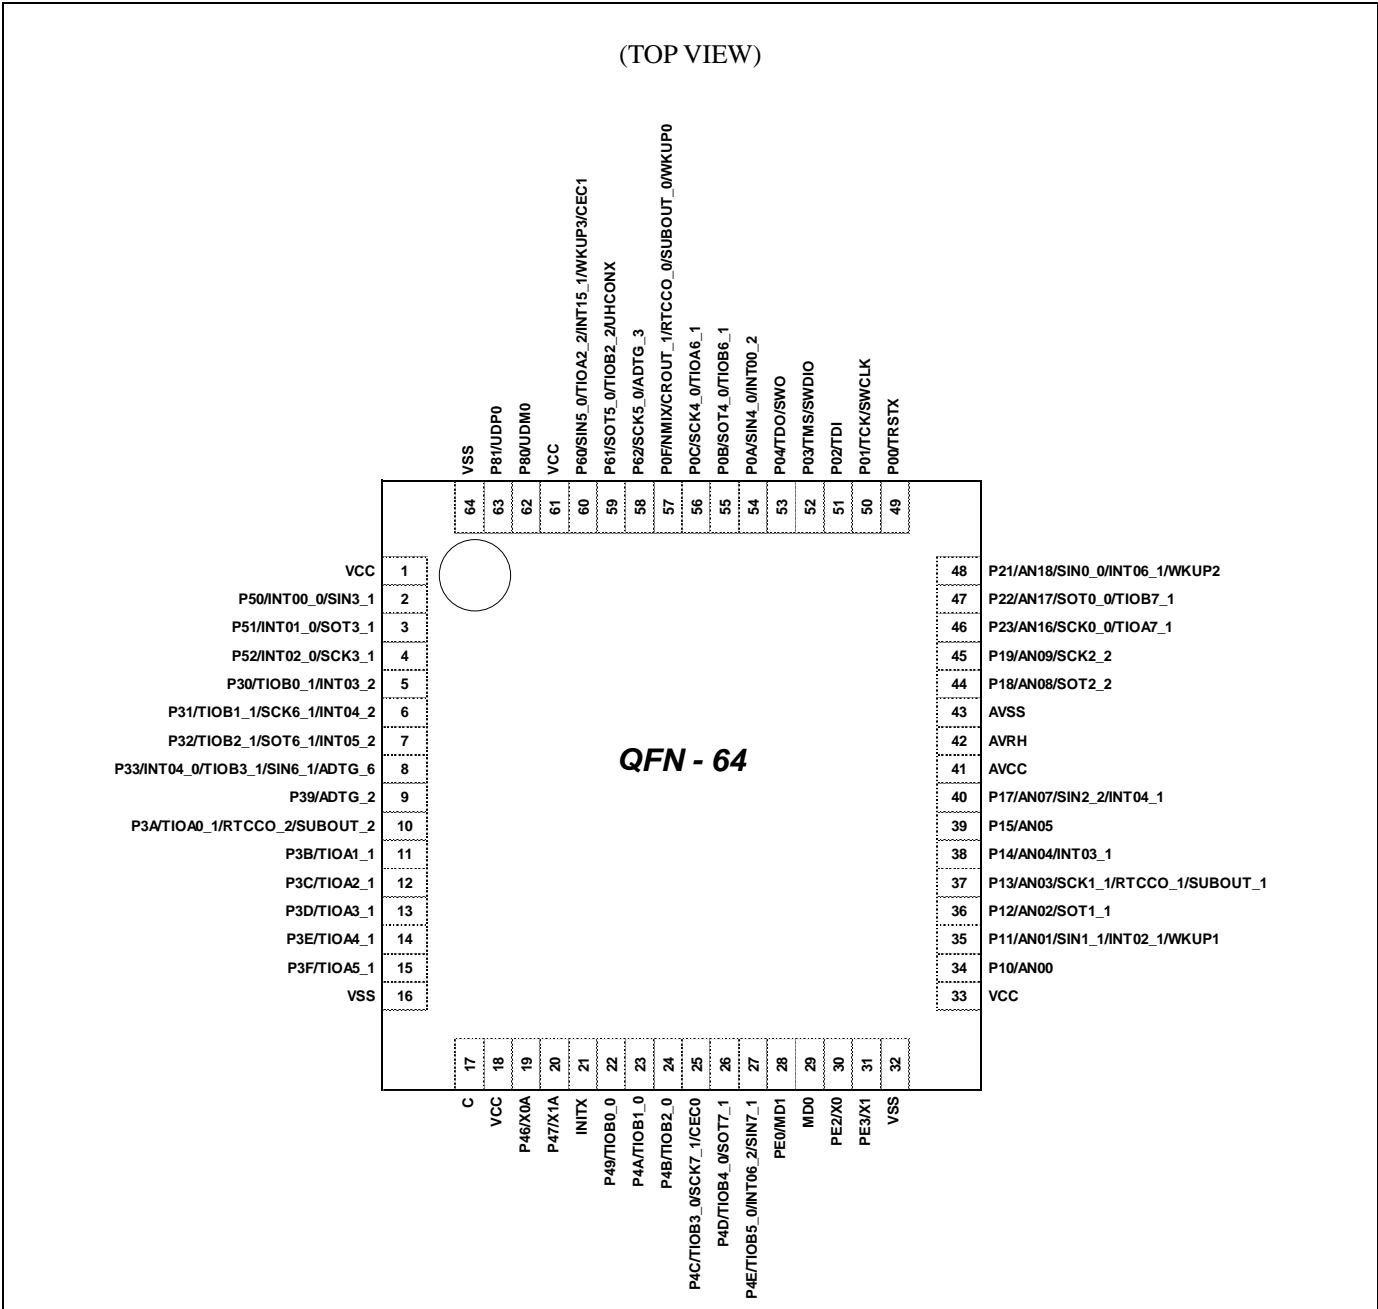 (TOP VIEW)
VSS
P81/UDP0
P80/UDM0
VCC
P60/SIN5_0/TIOA2_2/INT15_1/WKUP3/CEC1
P61/SOT5_0/TIOB2_2/UHCONX
P62/SCK5_0/ADTG_3
P0F/NMIX/CROUT_1/RTCCO_0/SUBOUT_0/WKUP0
P0C/SCK4_0/TIOA6_1
P0B/SOT4_0/TIOB6_1
P0A/SIN4_0/INT00_2
P04/TDO/SWO
P03/TMS/SWDIO
P02/TDI
P01/TCK/SWCLK
P00/TRSTX
64 63 62 61 60 59 58 57 56 55 54 53 52 51 50 49
VCC 1
P50/INT00_0/SIN3_1 2
P51/INT01_0/SOT3_1 3
P52/INT02_0/SCK3_1 4
P30/TIOB0_1/INT03_2 5
P31/TIOB1_1/SCK6_1/INT04_2 6
P32/TIOB2_1/SOT6_1/INT05_2 7
P33/INT04_0/TIOB3_1/SIN6_1/ADTG_6 8
P39/ADTG_2 9
P3A/TIOA0_1/RTCCO_2/SUBOUT_2 10
P3B/TIOA1_1 11
P3C/TIOA2_1 12
P3D/TIOA3_1 13
P3E/TIOA4_1 14
P3F/TIOA5_1 15
VSS 16
QFN - 64
48 P21/AN18/SIN0_0/INT06_1/WKUP2
47 P22/AN17/SOT0_0/TIOB7_1
46 P23/AN16/SCK0_0/TIOA7_1
45 P19/AN09/SCK2_2
44 P18/AN08/SOT2_2
43 AVSS
42 AVRH
41 AVCC
40 P17/AN07/SIN2_2/INT04_1
39 P15/AN05
38 P14/AN04/INT03_1
37 P13/AN03/SCK1_1/RTCCO_1/SUBOUT_1
36 P12/AN02/SOT1_1
35 P11/AN01/SIN1_1/INT02_1/WKUP1
34 P10/AN00
33 VCC
17 18 19 20 21 22 23 24 25 26 27 28 29 30 31 32
C
VCC
P46/X0A
P47/X1A
INITX
P49/TIOB0_0
P4A/TIOB1_0
P4B/TIOB2_0
P4C/TIOB3_0/SCK7_1/CEC0
P4D/TIOB4_0/SOT7_1
P4E/TIOB5_0/INT06_2/SIN7_1
PE0/MD1
MD0
PE2/X0
PE3/X1
VSS